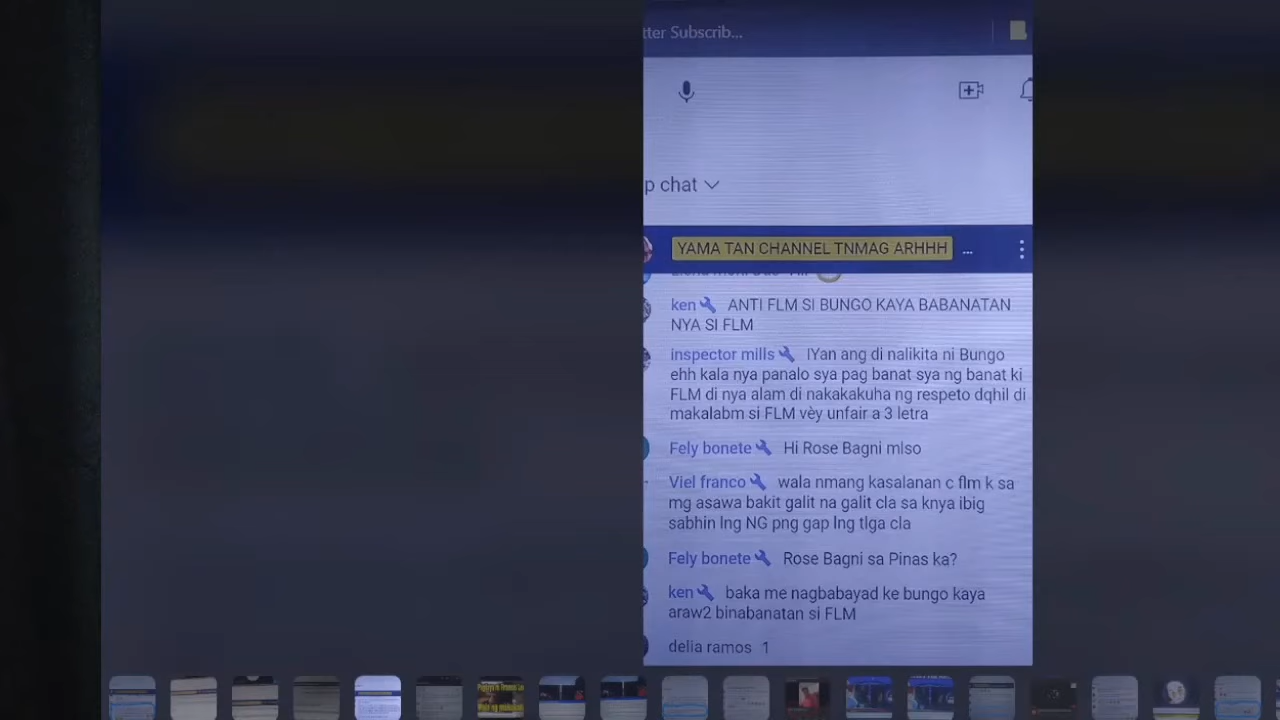 tter Subscrib...
p chat
YAMA TAN CHANNEL TNMAG ARHHH ...
ken ANTI FLM SI BUNGO KAYA BABANATAN
NYA SI FLM
inspector mills IYan ang di nalikita ni Bungo
ehh kala nya panalo sya pag banat sya ng banat ki
FLM di nya alam di nakakakuha ng respeto dqhil di
makalabm si FLM vèy unfair a 3 letra
Fely bonete Hi Rose Bagni mlso
Viel franco wala nmang kasalanan c flm k sa
mg asawa bakit galit na galit cla sa knya ibig
sabhin lng NG png gap lng tlga cla
Fely bonete Rose Bagni sa Pinas ka?
ken baka me nagbabayad ke bungo kaya
araw2 binabanatan si FLM
delia ramos 1